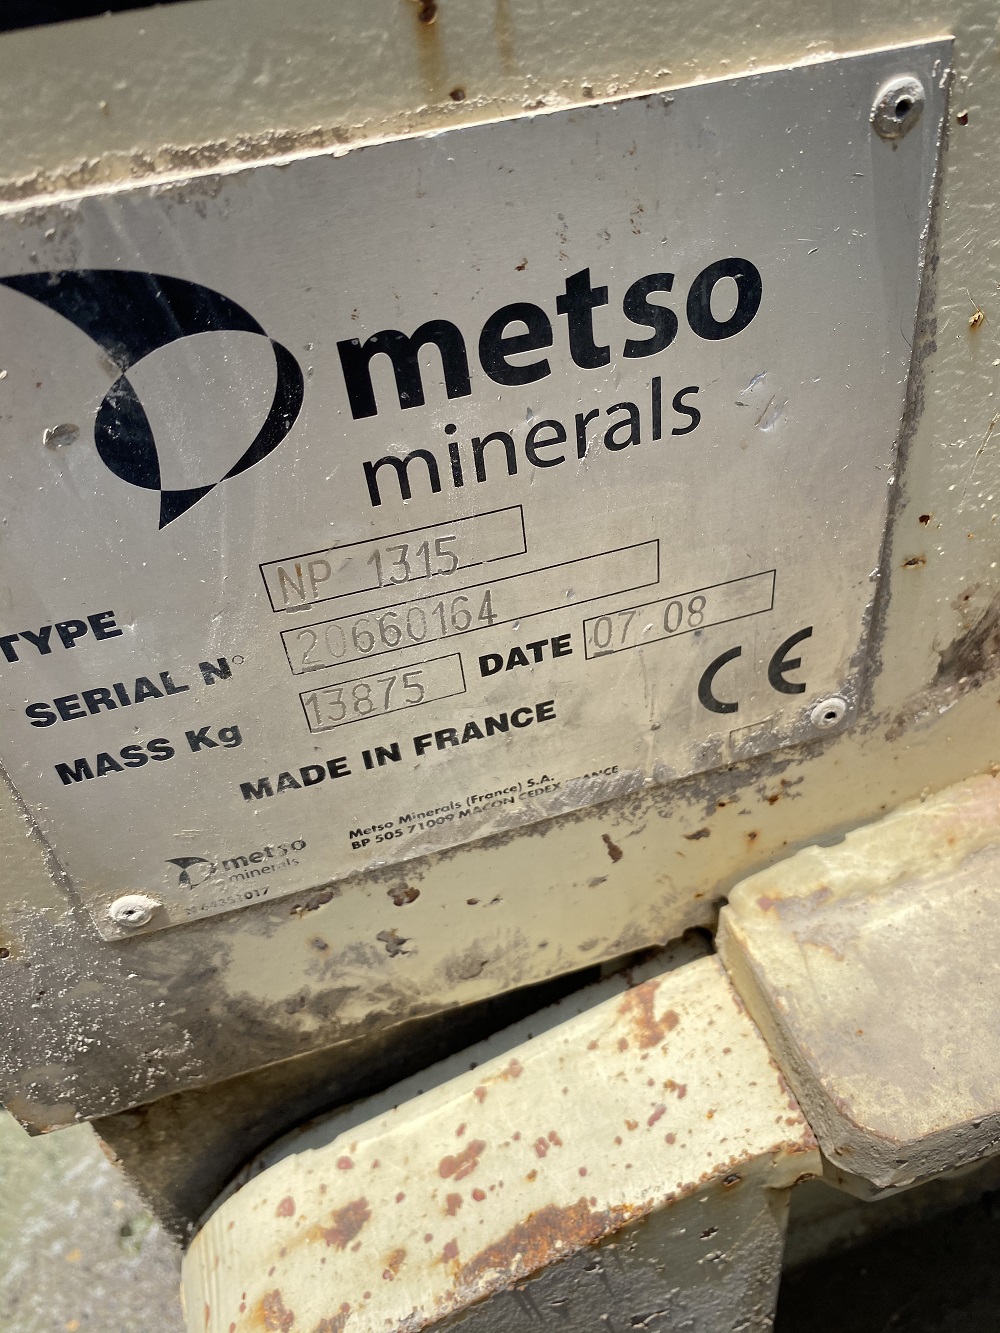 metso
minerals
TYPE NP 1315
SERIAL N° 20660164
MASS Kg 13875 DATE 07.08
MADE IN FRANCE
CE
Metso Minerals (France) S.A.
BP 505 71009 MACON CEDEX FRANCE
metso
minerals